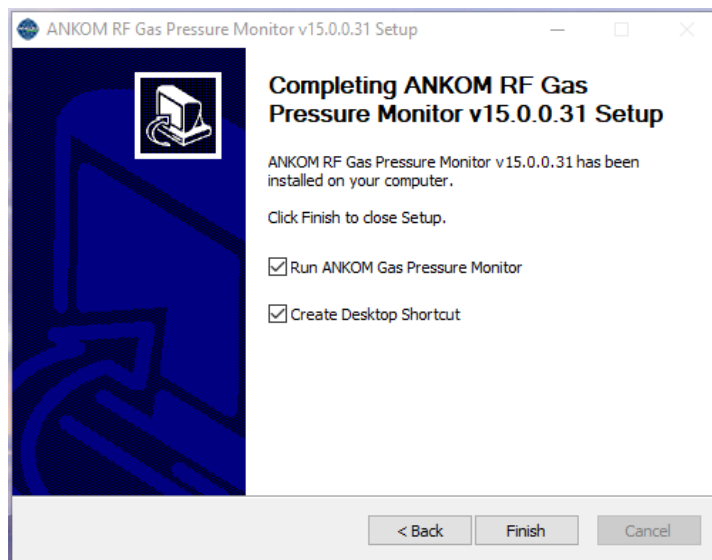 ANKOM RF Gas Pressure Monitor v15.0.0.31 Setup
Completing ANKOM RF Gas
Pressure Monitor v15.0.0.31 Setup
ANKOM RF Gas Pressure Monitor v15.0.0.31 has been
installed on your computer.
Click Finish to close Setup.
Run ANKOM Gas Pressure Monitor
Create Desktop Shortcut
< Back
Finish
Cancel